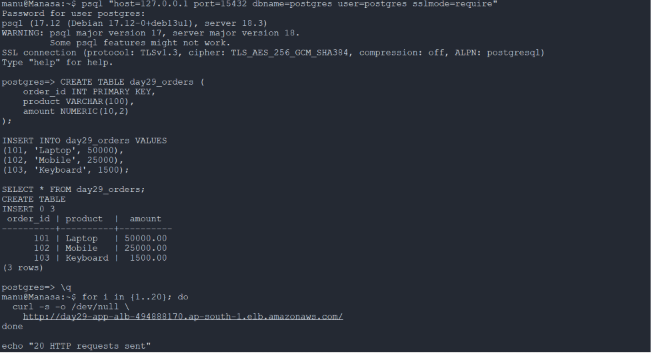 manu@Manasa:~$ psql "host=127.0.0.1 port=15432 dbname=postgres user=postgres sslmode=require"
Password for user postgres:
psql (17.12 (Debian 17.12-0+deb13u1), server 18.3)
WARNING: psql major version 17, server major version 18.
         Some psql features might not work.
SSL connection (protocol: TLSv1.3, cipher: TLS_AES_256_GCM_SHA384, compression: off, ALPN: postgresql)
Type "help" for help.

postgres=> CREATE TABLE day29_orders (
    order_id INT PRIMARY KEY,
    product VARCHAR(100),
    amount NUMERIC(10,2)
);

INSERT INTO day29_orders VALUES
(101, 'Laptop', 50000),
(102, 'Mobile', 25000),
(103, 'Keyboard', 1500);

SELECT * FROM day29_orders;
CREATE TABLE
INSERT 0 3
 order_id | product  |  amount
----------+----------+----------
      101 | Laptop   | 50000.00
      102 | Mobile   | 25000.00
      103 | Keyboard |  1500.00
(3 rows)

postgres=> \q
manu@Manasa:~$ for i in {1..20}; do
  curl -s -o /dev/null \
    http://day29-app-alb-494888170.ap-south-1.elb.amazonaws.com/
done

echo "20 HTTP requests sent"